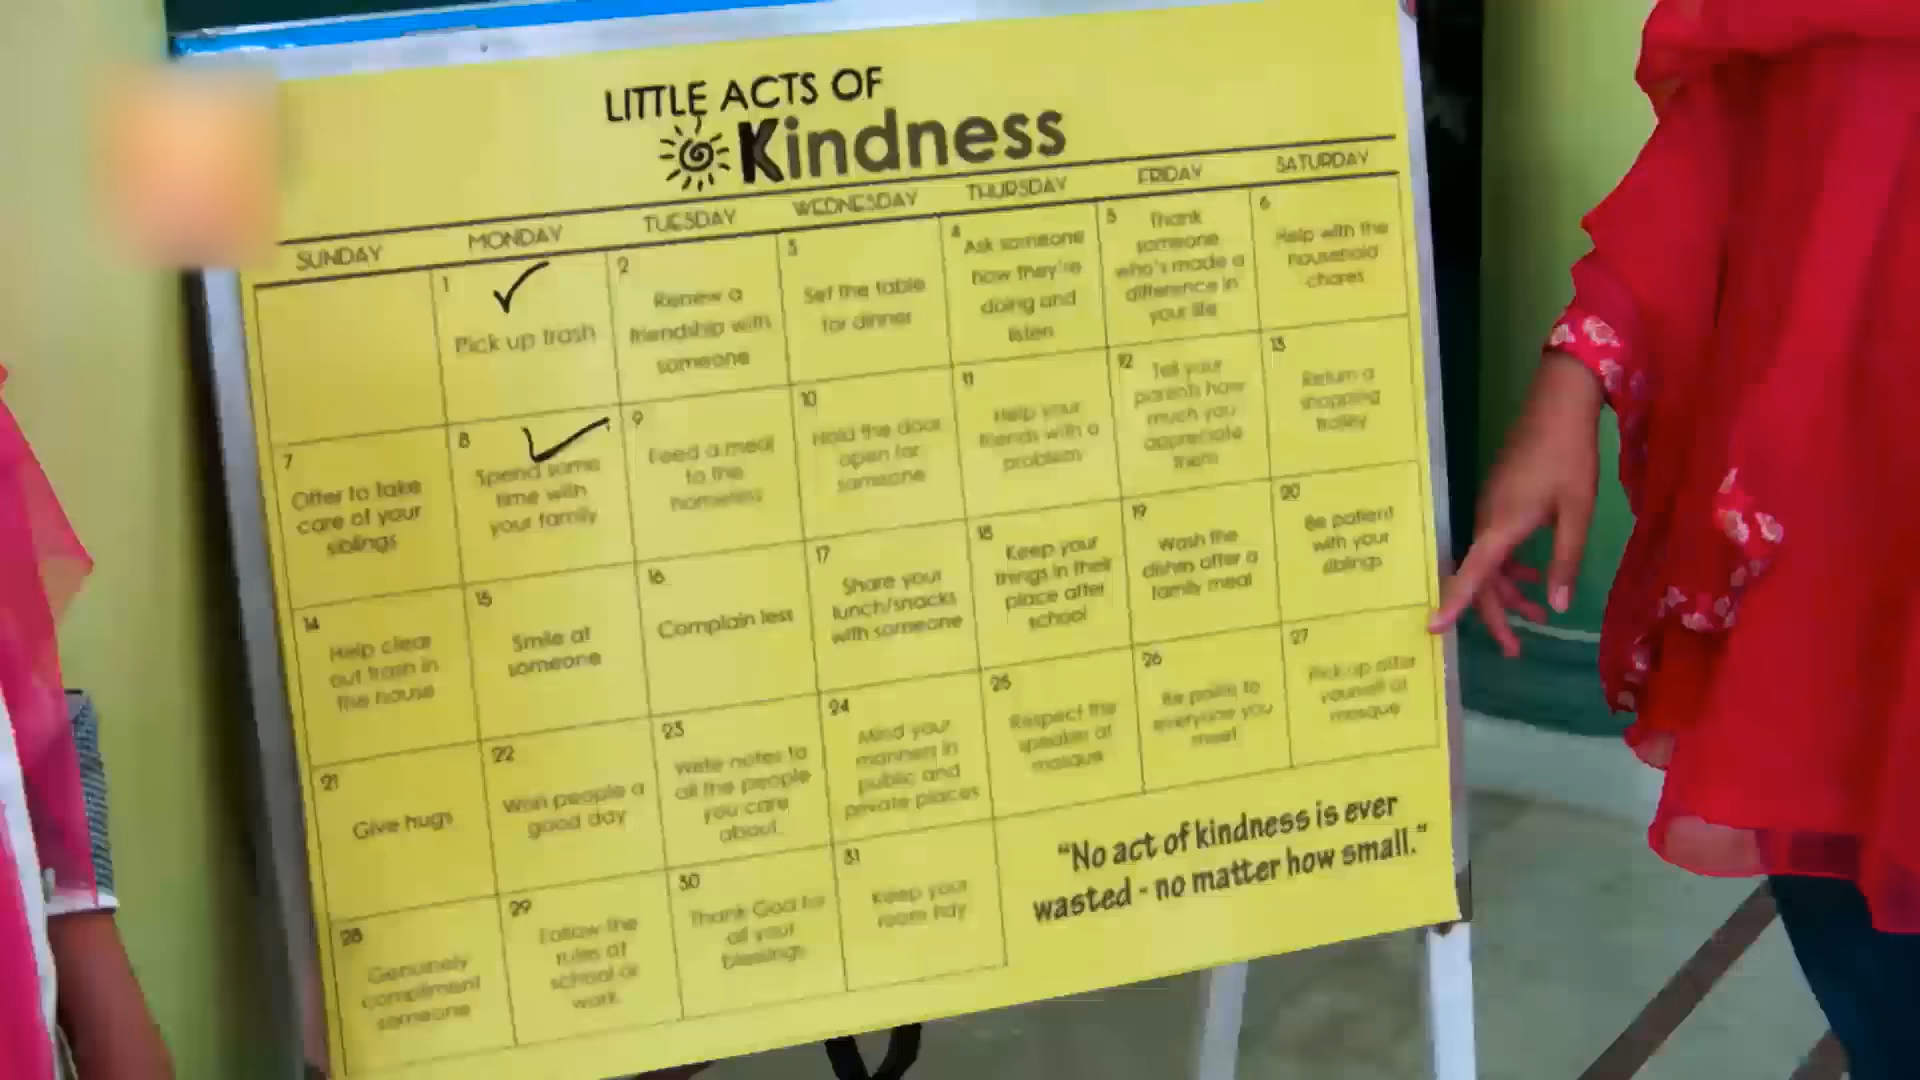 LITTLE ACTS OF
Kindness
SUNDAY
MONDAY
TUESDAY
WEDNESDAY
THURSDAY
FRIDAY
SATURDAY
1
Pick up trash
2
Renew a
friendship with
someone
3
Set the table
for dinner
4
Ask someone
how they're
doing and
listen
5
Thank
someone
who's made a
difference in
your life
6
Help with the
household
chores
7
Offer to take
care of your
siblings
8
Spend some
time with
your family
9
Feed a meal
to the
homeless
10
Hold the door
open for
someone
11
Help your
friends with a
problem
12
Tell your
parents how
much you
appreciate
them
13
Return a
shopping
trolley
14
Help clear
out trash in
the house
15
Smile at
someone
16
Complain less
17
Share your
lunch/snacks
with someone
18
Keep your
things in their
place after
school
19
Wash the
dishes after a
family meal
20
Be patient
with your
siblings
21
Give hugs
22
Wish people a
good day
23
Write notes to
all the people
you care
about
24
Mind your
manners in
public and
private places
25
Respect the
speaker at
mosque
26
Be polite to
everyone you
meet
27
Pick up after
yourself at
mosque
28
Genuinely
compliment
someone
29
Follow the
rules at
school or
work
30
Thank God for
all your
blessings
31
Keep your
room tidy
"No act of kindness is ever
wasted - no matter how small."